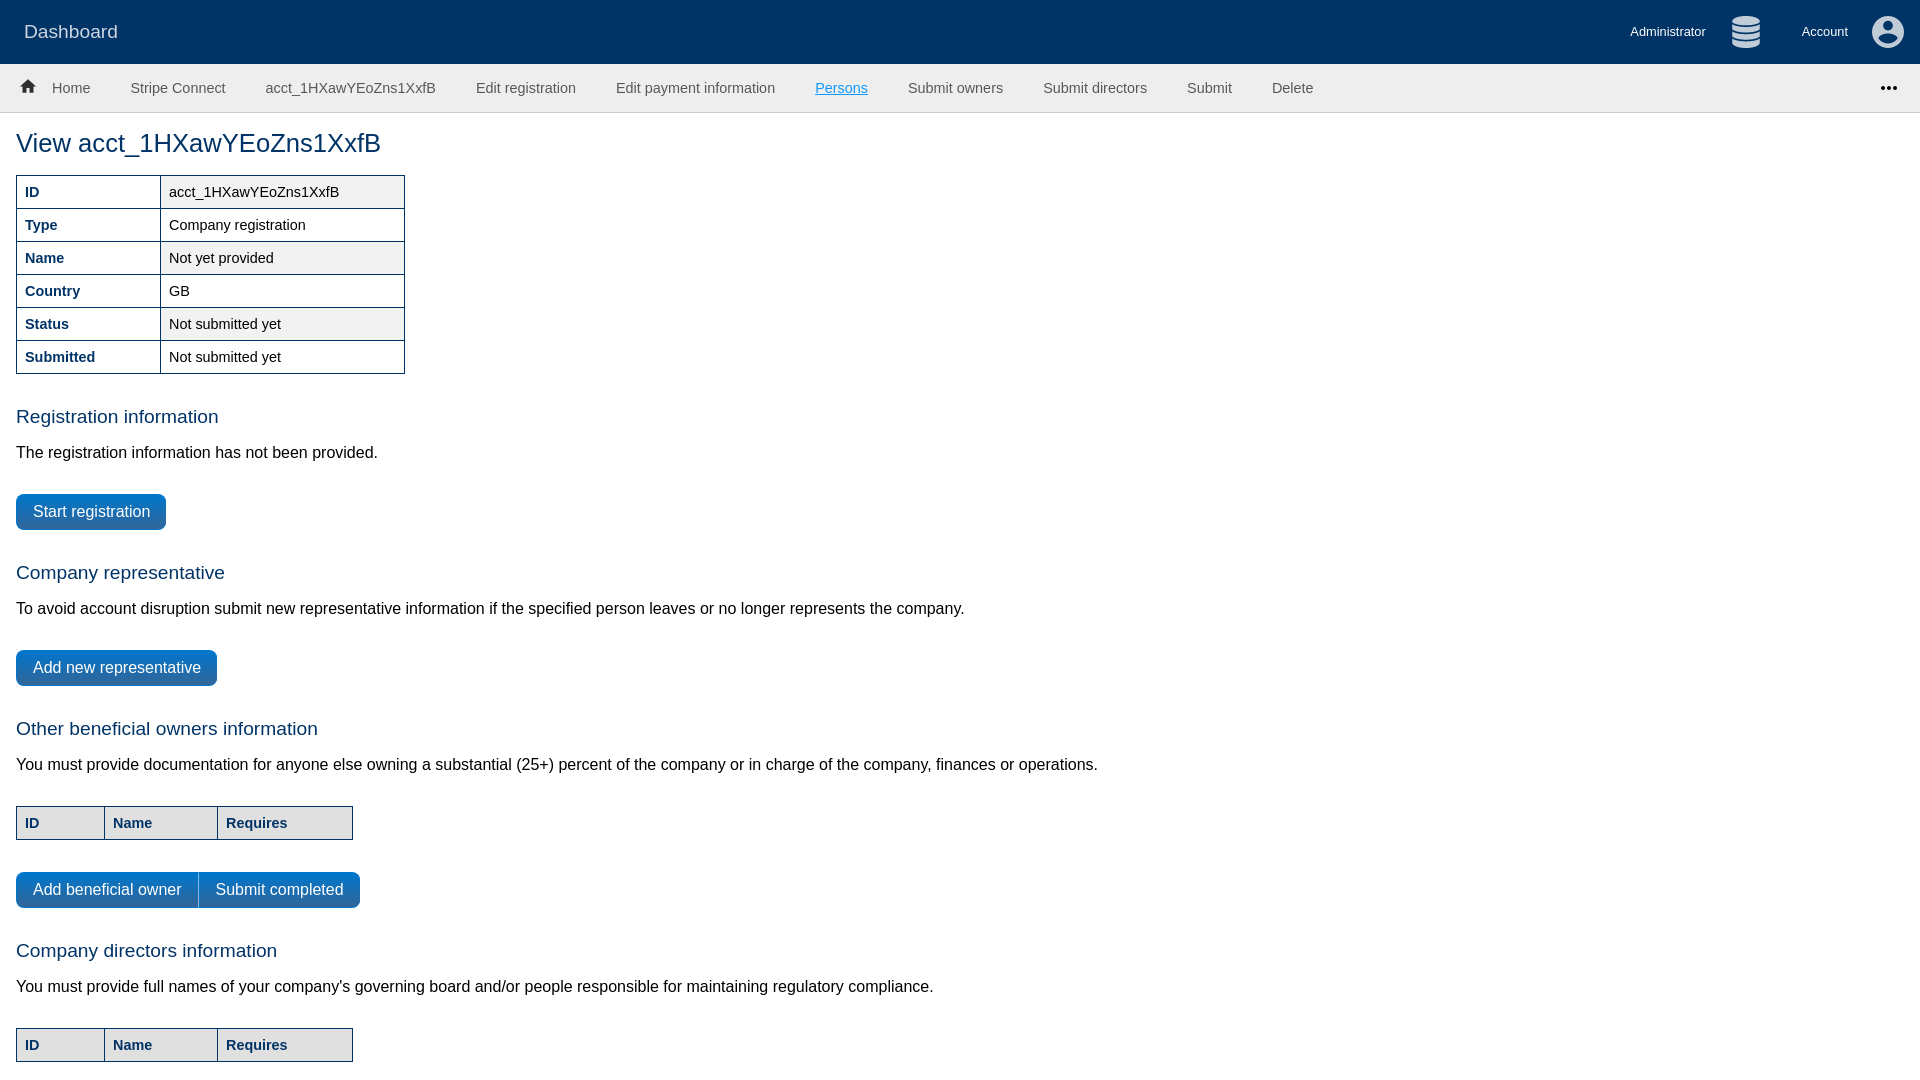 Dashboard
Administrator
Account
Home
Stripe Connect
acct_1HXawYEoZns1XxfB
Edit registration
Edit payment information
Persons
Submit owners
Submit directors
Submit
Delete
View acct_1HXawYEoZns1XxfB
ID acct_1HXawYEoZns1XxfB
Type Company registration
Name Not yet provided
Country GB
Status Not submitted yet
Submitted Not submitted yet
Registration information
The registration information has not been provided.
Start registration
Company representative
To avoid account disruption submit new representative information if the specified person leaves or no longer represents the company.
Add new representative
Other beneficial owners information
You must provide documentation for anyone else owning a substantial (25+) percent of the company or in charge of the company, finances or operations.
ID Name Requires
Add beneficial owner Submit completed
Company directors information
You must provide full names of your company's governing board and/or people responsible for maintaining regulatory compliance.
ID Name Requires